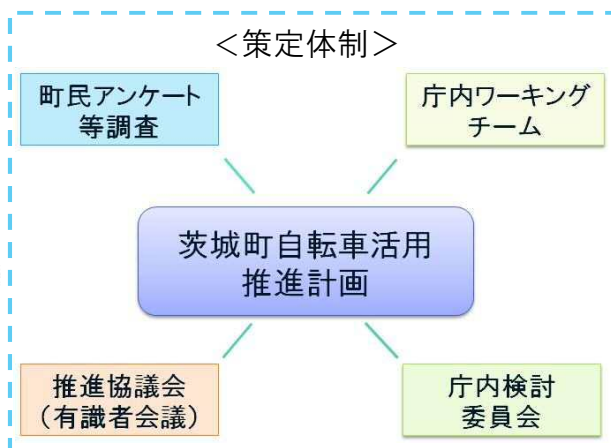 ＜策定体制＞
町民アンケート
等調査
庁内ワーキング
チーム
茨城町自転車活用
推進計画
推進協議会
（有識者会議）
庁内検討
委員会